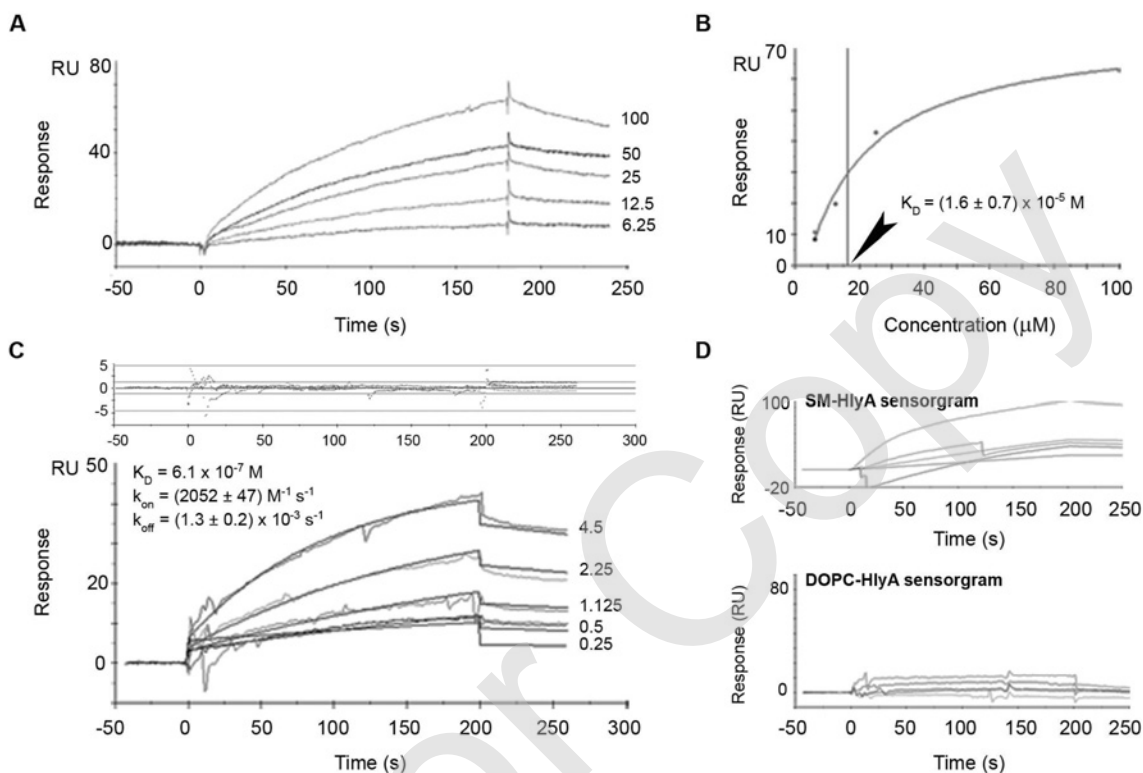 A
RU 80
40
0
Response
100
50
25
12.5
6.25
-50 0 50 100 150 200 250
Time (s)
B
70
RU
10
0
Response
K_D = (1.6 ± 0.7) x 10^-5 M
0 20 40 60 80 100
Concentration (μM)
C
5
0
-5
-50 0 50 100 150 200 250 300
RU 50
20
0
Response
K_D = 6.1 x 10^-7 M
k_on = (2052 ± 47) M^-1 s^-1
k_off = (1.3 ± 0.2) x 10^-3 s^-1
4.5
2.25
1.125
0.5
0.25
-50 0 50 100 150 200 250 300
Time (s)
D
100
-20
Response (RU)
SM-HlyA sensorgram
-50 0 50 100 150 200 250
Time (s)
80
0
Response (RU)
DOPC-HlyA sensorgram
-50 0 50 100 150 200 250
Time (s)
or Copy